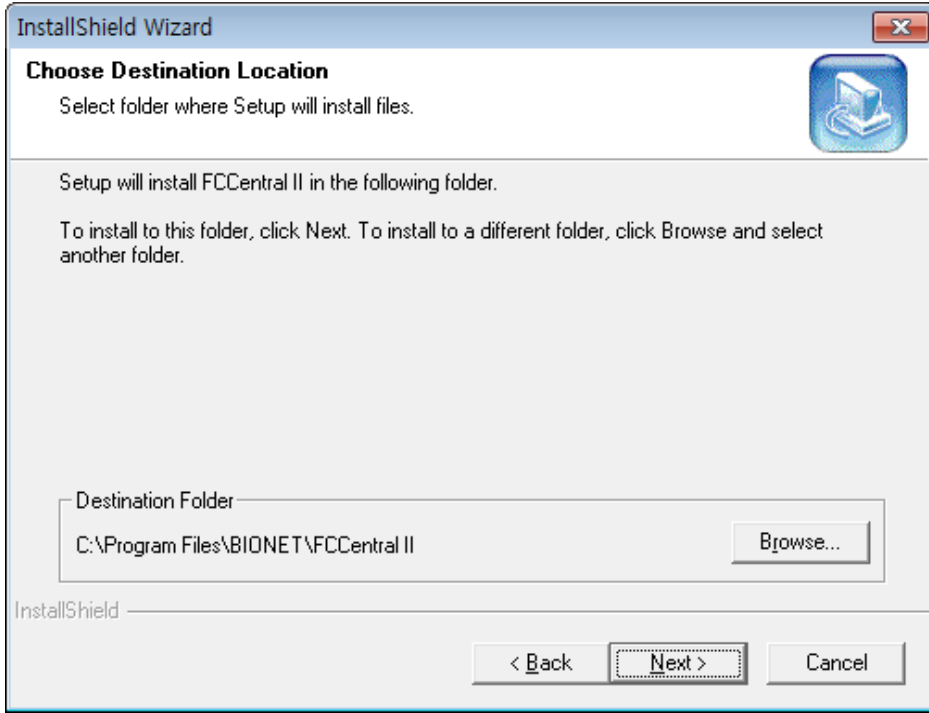 InstallShield Wizard
Choose Destination Location
Select folder where Setup will install files.
Setup will install FCCentral II in the following folder.
To install to this folder, click Next. To install to a different folder, click Browse and select
another folder.
Destination Folder
C:\Program Files\BIONET\FCCentral II
Browse...
InstallShield
< Back
Next >
Cancel